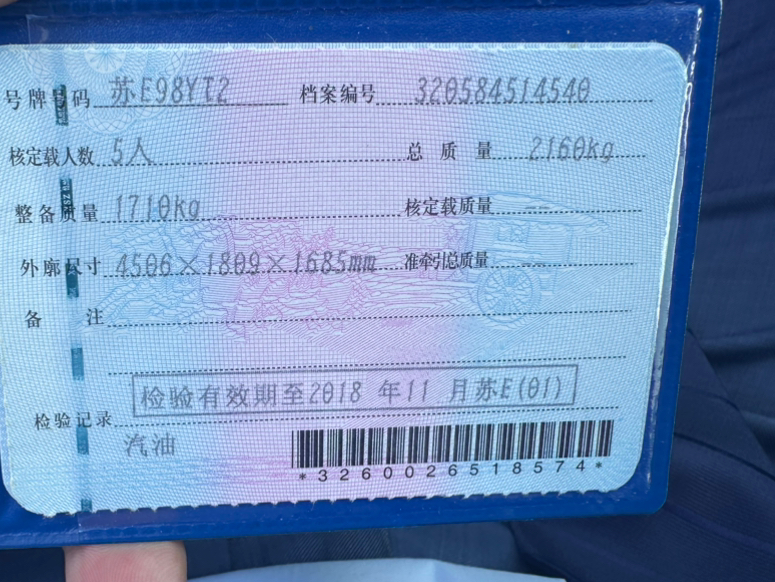 号牌号码 苏E98YT2 档案编号 320584514540
核定载人数 5人 总质量 2160kg
整备质量 1710kg 核定载质量 --
外廓尺寸 4506×1809×1685mm 准牵引总质量
备注
检验有效期至2018年11月苏E(01)
检验记录
汽油
*3260026518574*